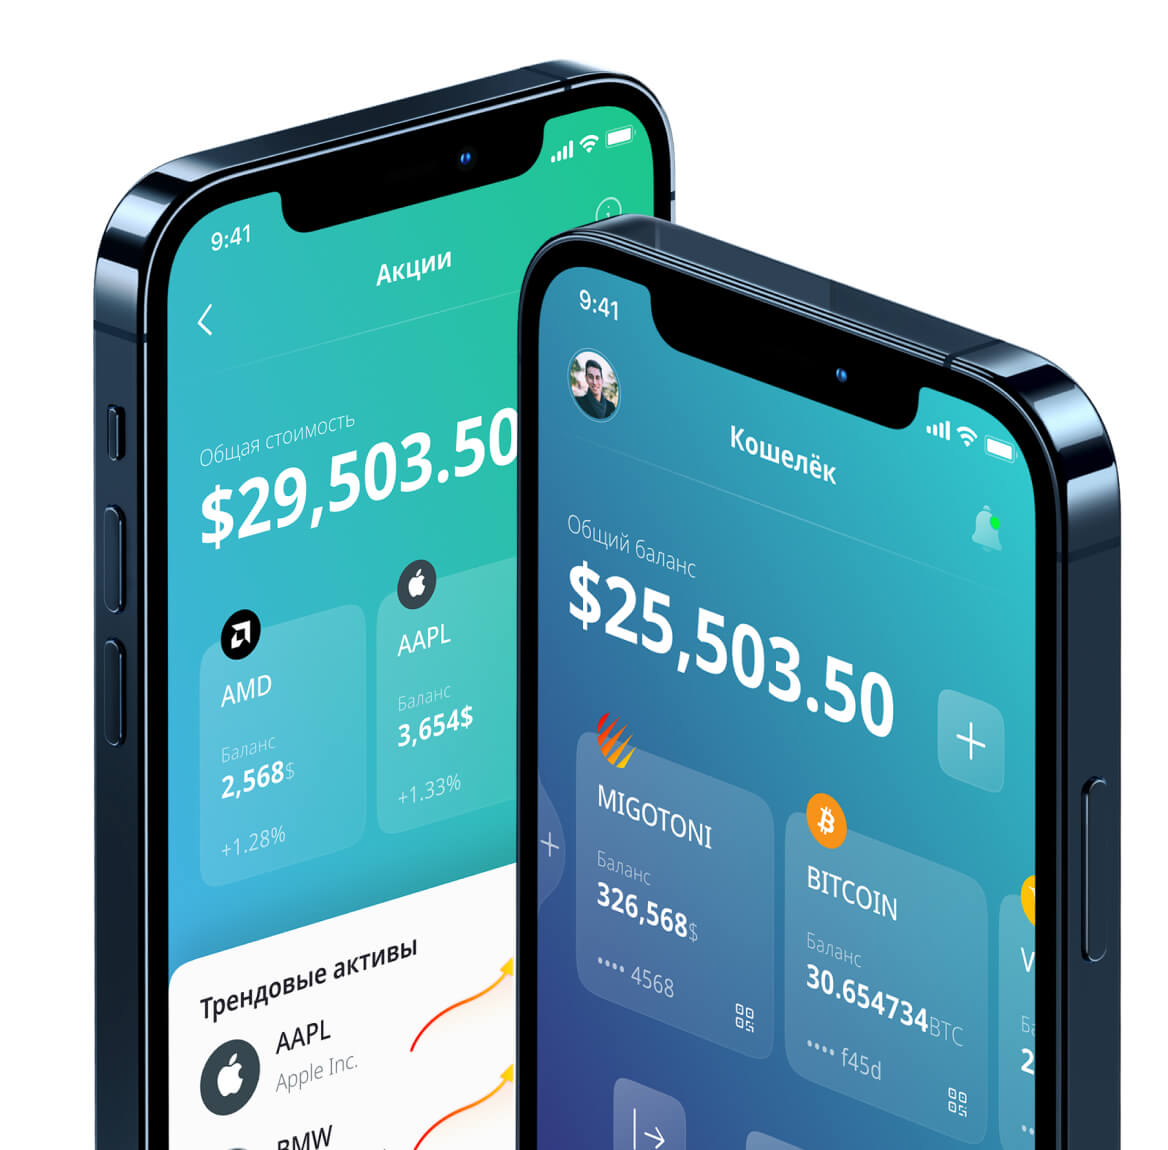 9:41
Акции
Общая стоимость
$29,503.50
AMD
Баланс
2,568$
+1.28%
AAPL
Баланс
3,654$
+1.33%
Трендовые активы
AAPL
Apple Inc.
BMW
9:41
Кошелёк
Общий баланс
$25,503.50
MIGOTONI
Баланс
326,568$
•••• 4568
BITCOIN
Баланс
30.654734BTC
•••• f45d
V
Ба
2
••